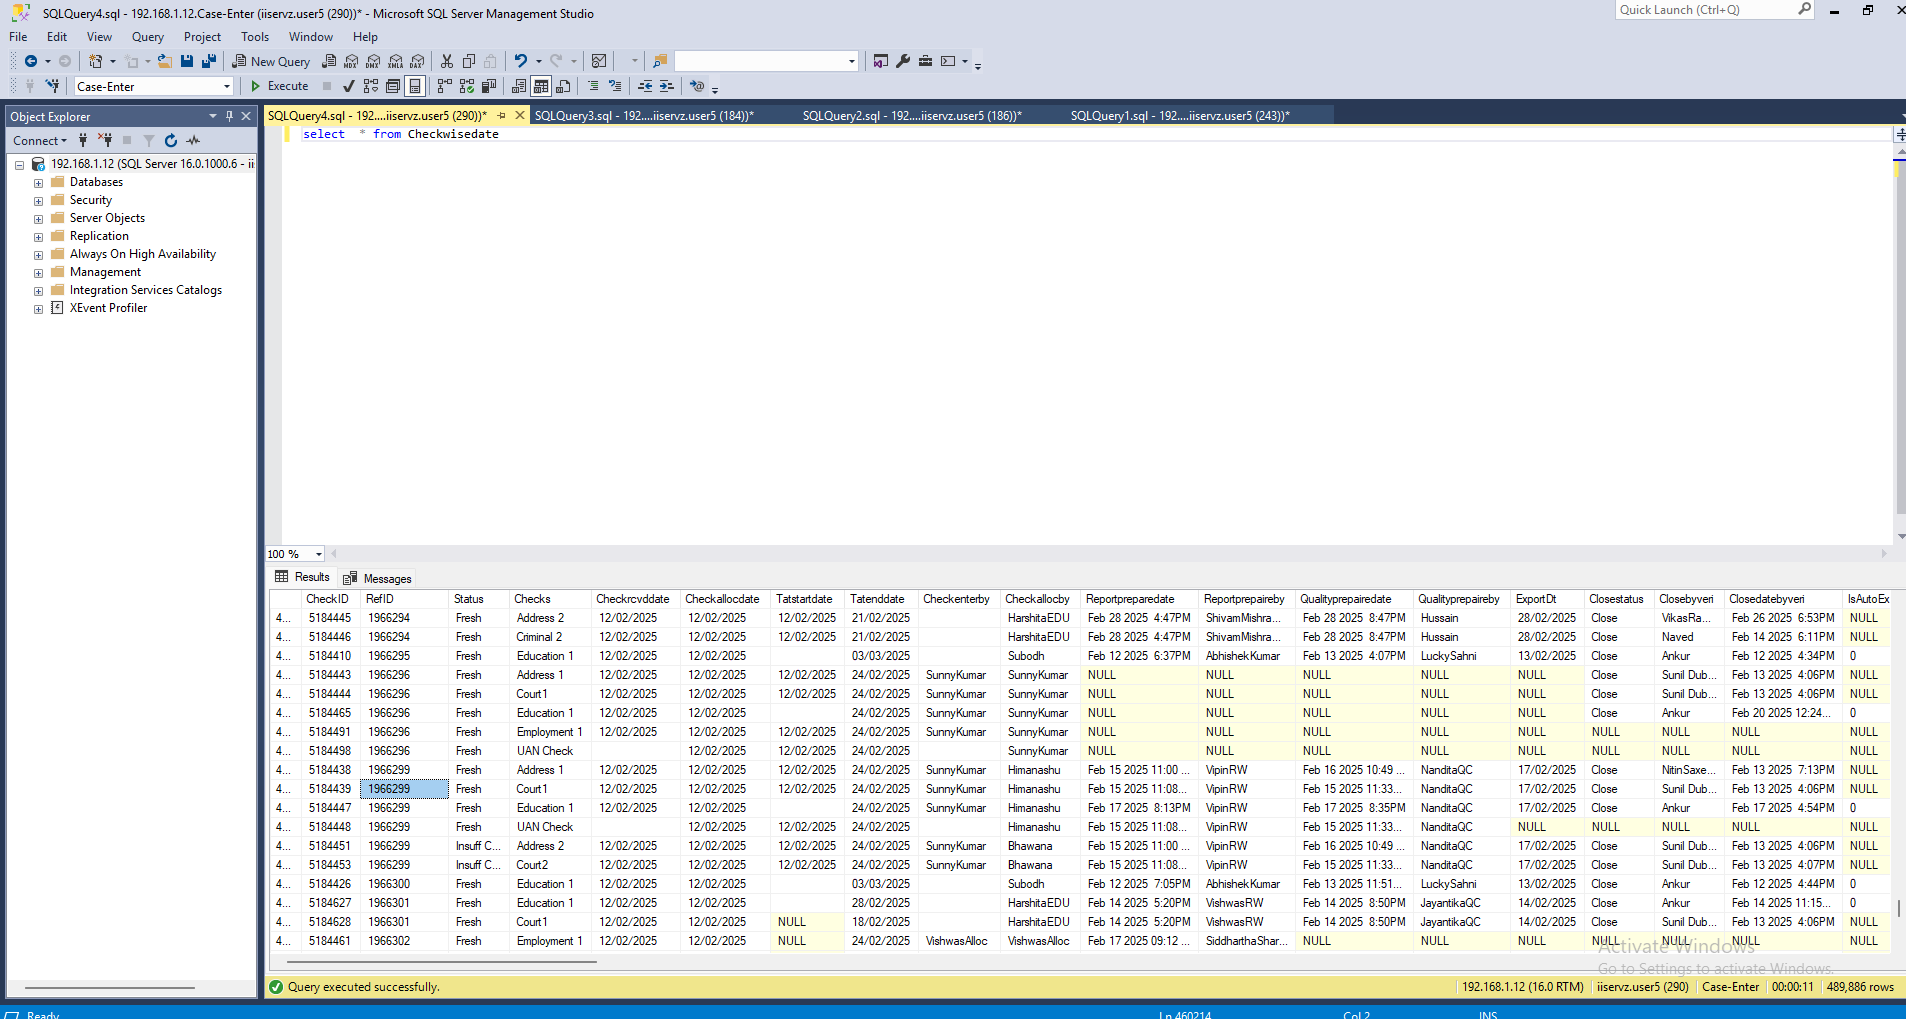 SQLQuery4.sql - 192.168.1.12.Case-Enter (iiservz.user5 (290))* - Microsoft SQL Server Management Studio
Quick Launch (Ctrl+Q)
File Edit View Query Project Tools Window Help
New Query MDX DMX XMLA DAX
Case-Enter Execute
Object Explorer
SQLQuery4.sql - 192....iiservz.user5 (290))* SQLQuery3.sql - 192....iiservz.user5 (184))* SQLQuery2.sql - 192....iiservz.user5 (186))* SQLQuery1.sql - 192....iiservz.user5 (243))*
Connect
192.168.1.12 (SQL Server 16.0.1000.6 - ii
Databases
Security
Server Objects
Replication
Always On High Availability
Management
Integration Services Catalogs
XEvent Profiler
select * from Checkwisedate
100 %
Results Messages
CheckID RefID Status Checks Checkrcvddate Checkallocdate Tatstartdate Tatenddate Checkenterby Checkallocby Reportpreparedate Reportprepaireby Qualityprepairedate Qualityprepaireby ExportDt Closestatus Closebyveri Closedatebyveri IsAutoEx
4... 5184445 1966294 Fresh Address 2 12/02/2025 12/02/2025 12/02/2025 21/02/2025 HarshitaEDU Feb 28 2025 4:47PM ShivamMishra... Feb 28 2025 8:47PM Hussain 28/02/2025 Close VikasRa... Feb 26 2025 6:53PM NULL
4... 5184446 1966294 Fresh Criminal 2 12/02/2025 12/02/2025 12/02/2025 21/02/2025 HarshitaEDU Feb 28 2025 4:47PM ShivamMishra... Feb 28 2025 8:47PM Hussain 28/02/2025 Close Naved Feb 14 2025 6:11PM NULL
4... 5184410 1966295 Fresh Education 1 12/02/2025 12/02/2025 03/03/2025 Subodh Feb 12 2025 6:37PM AbhishekKumar Feb 13 2025 4:07PM LuckySahni 13/02/2025 Close Ankur Feb 12 2025 4:34PM 0
4... 5184443 1966296 Fresh Address 1 12/02/2025 12/02/2025 12/02/2025 24/02/2025 SunnyKumar SunnyKumar NULL NULL NULL NULL NULL Close Sunil Dub... Feb 13 2025 4:06PM NULL
4... 5184444 1966296 Fresh Court1 12/02/2025 12/02/2025 12/02/2025 24/02/2025 SunnyKumar SunnyKumar NULL NULL NULL NULL NULL Close Sunil Dub... Feb 13 2025 4:06PM NULL
4... 5184465 1966296 Fresh Education 1 12/02/2025 12/02/2025 24/02/2025 SunnyKumar SunnyKumar NULL NULL NULL NULL NULL Close Ankur Feb 20 2025 12:24... 0
4... 5184491 1966296 Fresh Employment 1 12/02/2025 12/02/2025 12/02/2025 24/02/2025 SunnyKumar SunnyKumar NULL NULL NULL NULL NULL NULL NULL NULL NULL
4... 5184498 1966296 Fresh UAN Check 12/02/2025 12/02/2025 24/02/2025 SunnyKumar NULL NULL NULL NULL NULL NULL NULL NULL NULL
4... 5184438 1966299 Fresh Address 1 12/02/2025 12/02/2025 12/02/2025 24/02/2025 SunnyKumar Himanashu Feb 15 2025 11:00 ... VipinRW Feb 16 2025 10:49 ... NanditaQC 17/02/2025 Close NitinSaxe... Feb 13 2025 7:13PM NULL
4... 5184439 1966299 Fresh Court1 12/02/2025 12/02/2025 12/02/2025 24/02/2025 SunnyKumar Himanashu Feb 15 2025 11:08... VipinRW Feb 15 2025 11:33... NanditaQC 17/02/2025 Close Sunil Dub... Feb 13 2025 4:06PM NULL
4... 5184447 1966299 Fresh Education 1 12/02/2025 12/02/2025 24/02/2025 SunnyKumar Himanashu Feb 17 2025 8:13PM VipinRW Feb 17 2025 8:35PM NanditaQC 17/02/2025 Close Ankur Feb 17 2025 4:54PM 0
4... 5184448 1966299 Fresh UAN Check 12/02/2025 12/02/2025 24/02/2025 Himanashu Feb 15 2025 11:08... VipinRW Feb 15 2025 11:33... NanditaQC NULL NULL NULL NULL NULL
4... 5184451 1966299 Insuff C... Address 2 12/02/2025 12/02/2025 12/02/2025 24/02/2025 SunnyKumar Bhawana Feb 15 2025 11:00 ... VipinRW Feb 16 2025 10:49 ... NanditaQC 17/02/2025 Close Sunil Dub... Feb 13 2025 4:06PM NULL
4... 5184453 1966299 Insuff C... Court2 12/02/2025 12/02/2025 12/02/2025 24/02/2025 SunnyKumar Bhawana Feb 15 2025 11:08... VipinRW Feb 15 2025 11:33... NanditaQC 17/02/2025 Close Sunil Dub... Feb 13 2025 4:07PM NULL
4... 5184426 1966300 Fresh Education 1 12/02/2025 12/02/2025 03/03/2025 Subodh Feb 12 2025 7:05PM AbhishekKumar Feb 13 2025 11:51... LuckySahni 13/02/2025 Close Ankur Feb 12 2025 4:44PM 0
4... 5184627 1966301 Fresh Education 1 12/02/2025 12/02/2025 28/02/2025 HarshitaEDU Feb 14 2025 5:20PM VishwasRW Feb 14 2025 8:50PM JayantikaQC 14/02/2025 Close Ankur Feb 14 2025 11:15... 0
4... 5184628 1966301 Fresh Court1 12/02/2025 12/02/2025 NULL 18/02/2025 HarshitaEDU Feb 14 2025 5:20PM VishwasRW Feb 14 2025 8:50PM JayantikaQC 14/02/2025 Close Sunil Dub... Feb 13 2025 4:06PM NULL
4... 5184461 1966302 Fresh Employment 1 12/02/2025 12/02/2025 NULL 24/02/2025 VishwasAlloc VishwasAlloc Feb 17 2025 09:12 ... SiddharthaShar... NULL NULL NULL NULL NULL NULL NULL
Activate Windows
Go to Settings to activate Windows.
Query executed successfully. 192.168.1.12 (16.0 RTM) iiservz.user5 (290) Case-Enter 00:00:11 489,886 rows
Ready Ln 460214 Col 2 INS